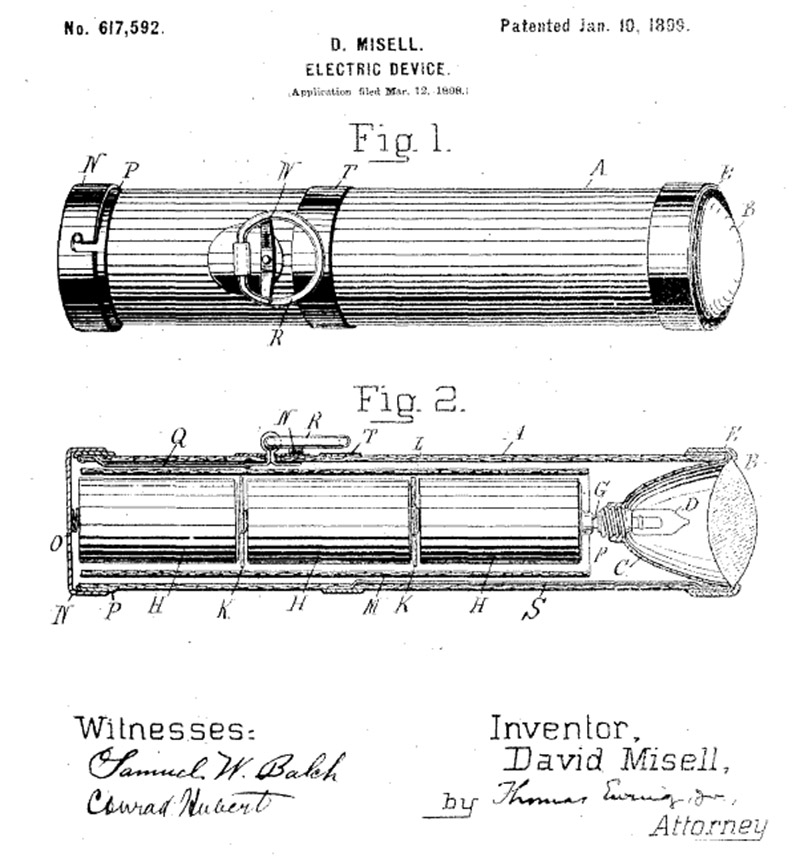 No. 617,592.
Patented Jan. 10, 1899.
D. MISELL.
ELECTRIC DEVICE.
(Application filed Mar. 12, 1898.)
Fig. 1.
N P N T A E B
R
Fig. 2.
Q N R T L A E B
G D
O P C
N P H K H M K H S
Witnesses:
Samuel W. Balch
Conrad Hubert
Inventor,
David Misell,
by Thomas Ewing, Jr.,
Attorney